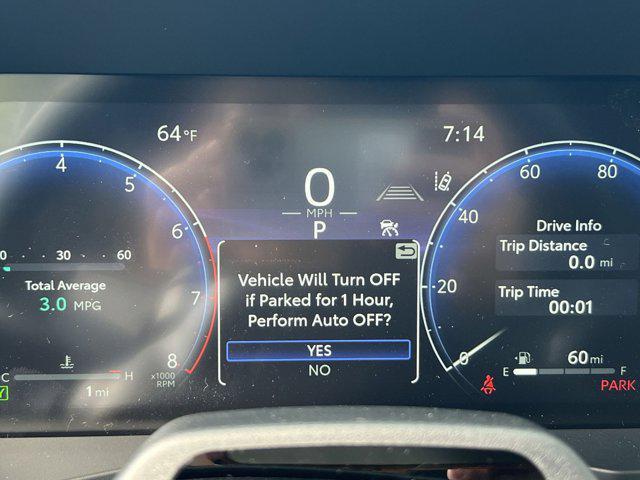 64 °F
7:14
4
5
6
7
8
x1000
RPM
0 30 60
Total Average
3.0 MPG
C H
1 mi
0
MPH
P
Vehicle Will Turn OFF
if Parked for 1 Hour,
Perform Auto OFF?
YES
NO
60 80
40
20
0
Drive Info
Trip Distance
0.0 mi
Trip Time
00:01
60 mi
E F
PARK